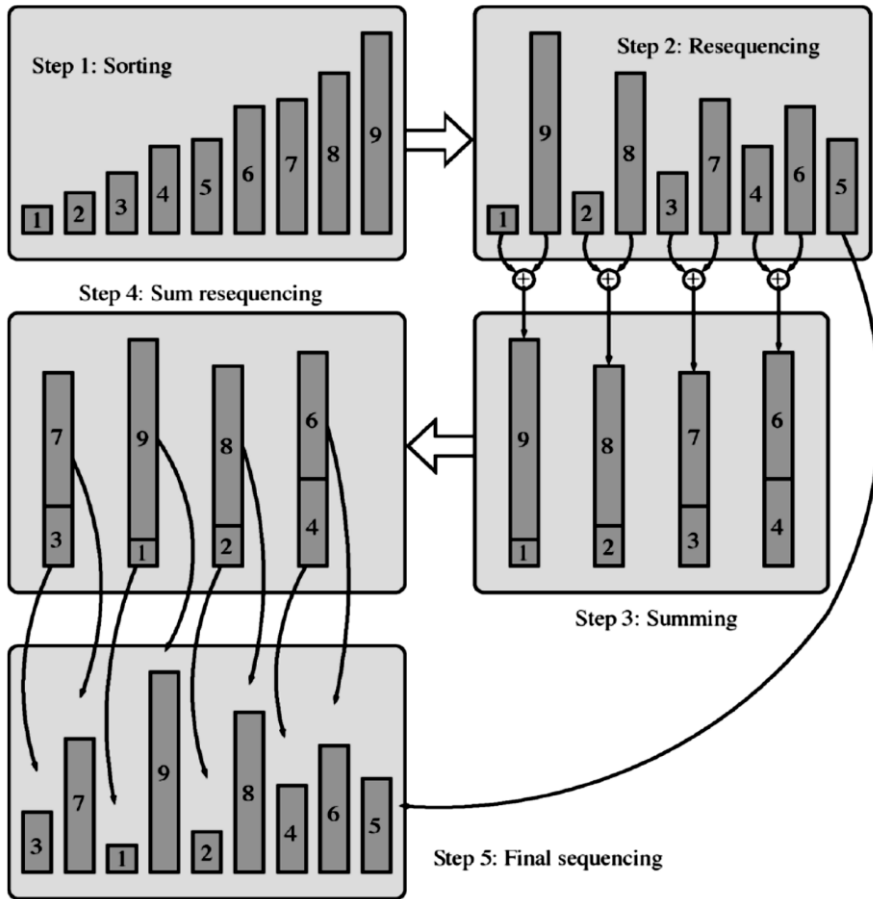 Step 1: Sorting
1 2 3 4 5 6 7 8 9
Step 2: Resequencing
1 9 2 8 3 7 4 6 5
+ + + +
Step 4: Sum resequencing
7 9 8 6
3 1 2 4
9 8 7 6
1 2 3 4
Step 3: Summing
3 7 1 9 2 8 4 6 5
Step 5: Final sequencing